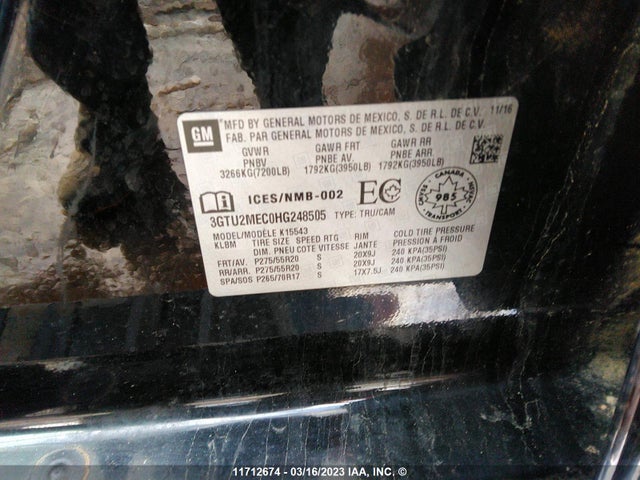 GM
MFD BY GENERAL MOTORS DE MEXICO, S. DE R.L. DE C.V. 11/16
FAB. PAR GENERAL MOTORS DE MEXICO, S. DE R.L. DE C.V.
GVWR GAWR FRT GAWR RR
PNBV PNBE AV. PNBE ARR
3266KG(7200LB) 1792KG(3950LB) 1792KG(3950LB)
i ICES/NMB-002 EC CANADA 985 TRANSPORT
3GTU2MEC0HG248505 TYPE: TRU/CAM
MODEL/MODÈLE K15543
KLBM TIRE SIZE SPEED RTG RIM COLD TIRE PRESSURE
DIM. PNEU COTE VITESSE JANTE PRESSION À FROID
FRT/AV. P275/55R20 S 20X9J 240 KPA(35PSI)
RR/ARR. P275/55R20 S 20X9J 240 KPA(35PSI)
SPA/SOS P265/70R17 S 17X7.5J 240 KPA(35PSI)
11712674 - 03/16/2023 IAA, INC. ©